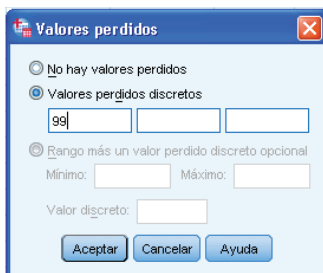 Valores perdidos
No hay valores perdidos
Valores perdidos discretos
99
Rango más un valor perdido discreto opcional
Mínimo: Máximo:
Valor discreto:
Aceptar Cancelar Ayuda